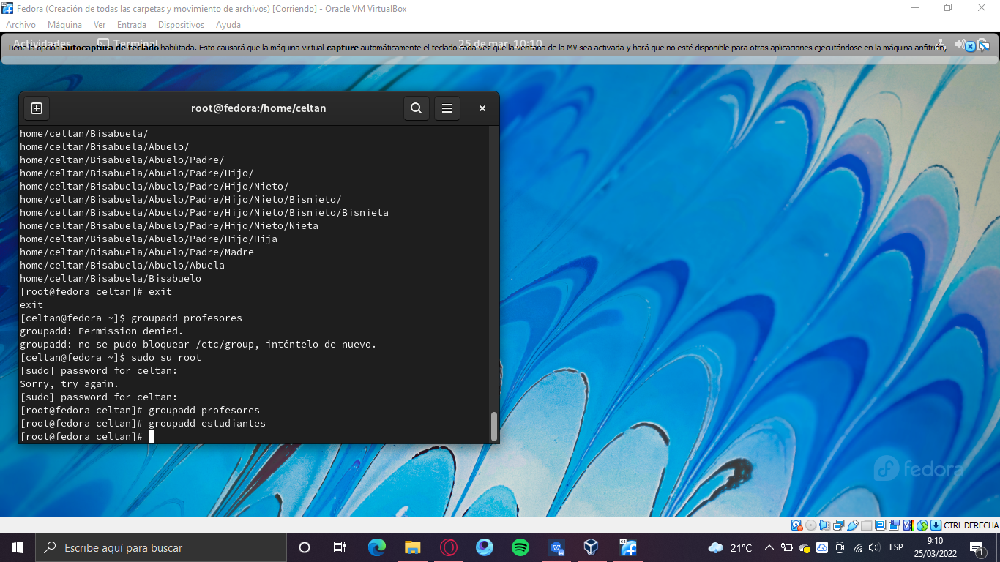 Fedora (Creación de todas las carpetas y movimiento de archivos) [Corriendo] - Oracle VM VirtualBox
Archivo Máquina Ver Entrada Dispositivos Ayuda
Actividades Terminal 25 de mar 10:10
Tiene la opción autocaptura de teclado habilitada. Esto causará que la máquina virtual capture automáticamente el teclado cada vez que la ventana de la MV sea activada y hará que no esté disponible para otras aplicaciones ejecutándose en la máquina anfitrión,
root@fedora:/home/celtan
home/celtan/Bisabuela/
home/celtan/Bisabuela/Abuelo/
home/celtan/Bisabuela/Abuelo/Padre/
home/celtan/Bisabuela/Abuelo/Padre/Hijo/
home/celtan/Bisabuela/Abuelo/Padre/Hijo/Nieto/
home/celtan/Bisabuela/Abuelo/Padre/Hijo/Nieto/Bisnieto/
home/celtan/Bisabuela/Abuelo/Padre/Hijo/Nieto/Bisnieto/Bisnieta
home/celtan/Bisabuela/Abuelo/Padre/Hijo/Nieto/Nieta
home/celtan/Bisabuela/Abuelo/Padre/Hijo/Hija
home/celtan/Bisabuela/Abuelo/Padre/Madre
home/celtan/Bisabuela/Abuelo/Abuela
home/celtan/Bisabuela/Bisabuelo
[root@fedora celtan]# exit
exit
[celtan@fedora ~]$ groupadd profesores
groupadd: Permission denied.
groupadd: no se pudo bloquear /etc/group, inténtelo de nuevo.
[celtan@fedora ~]$ sudo su root
[sudo] password for celtan:
Sorry, try again.
[sudo] password for celtan:
[root@fedora celtan]# groupadd profesores
[root@fedora celtan]# groupadd estudiantes
[root@fedora celtan]#
fedora
CTRL DERECHA
Escribe aquí para buscar
21°C
ESP
9:10
25/03/2022
1